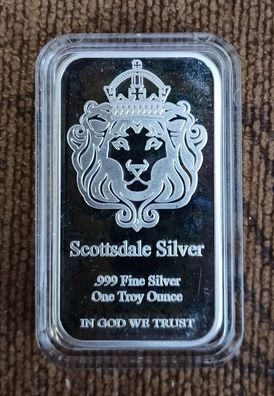 Scottsdale Silver
.999 Fine Silver
One Troy Ounce
IN GOD WE TRUST